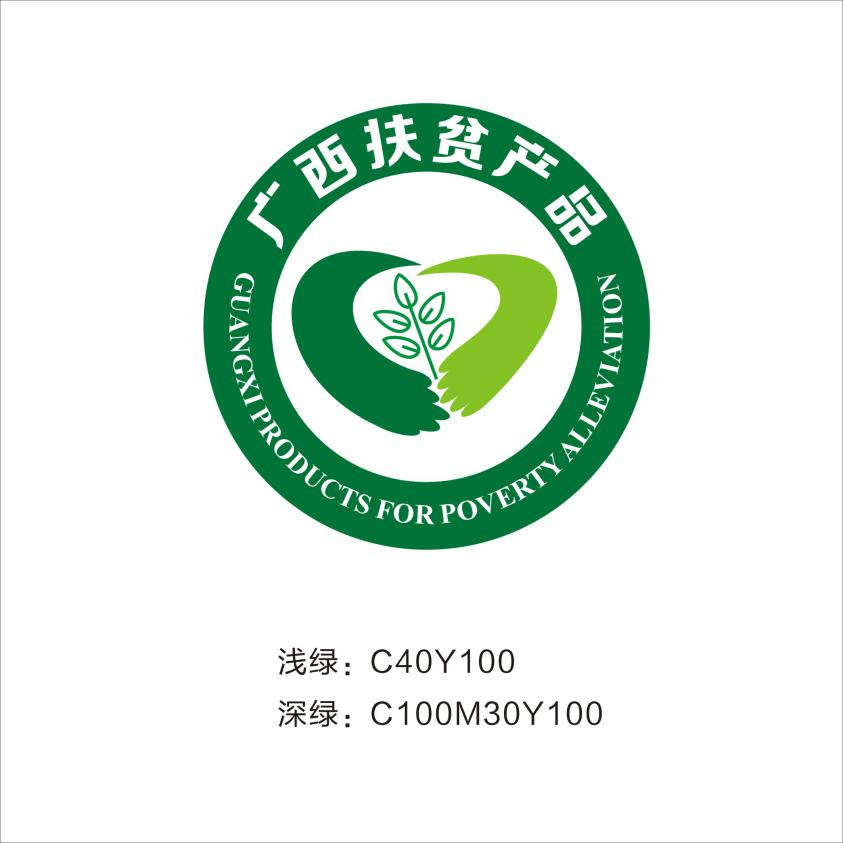 广西扶贫产品
GUANGXI PRODUCTS FOR POVERTY ALLEVIATION
浅绿：C40Y100
深绿：C100M30Y100